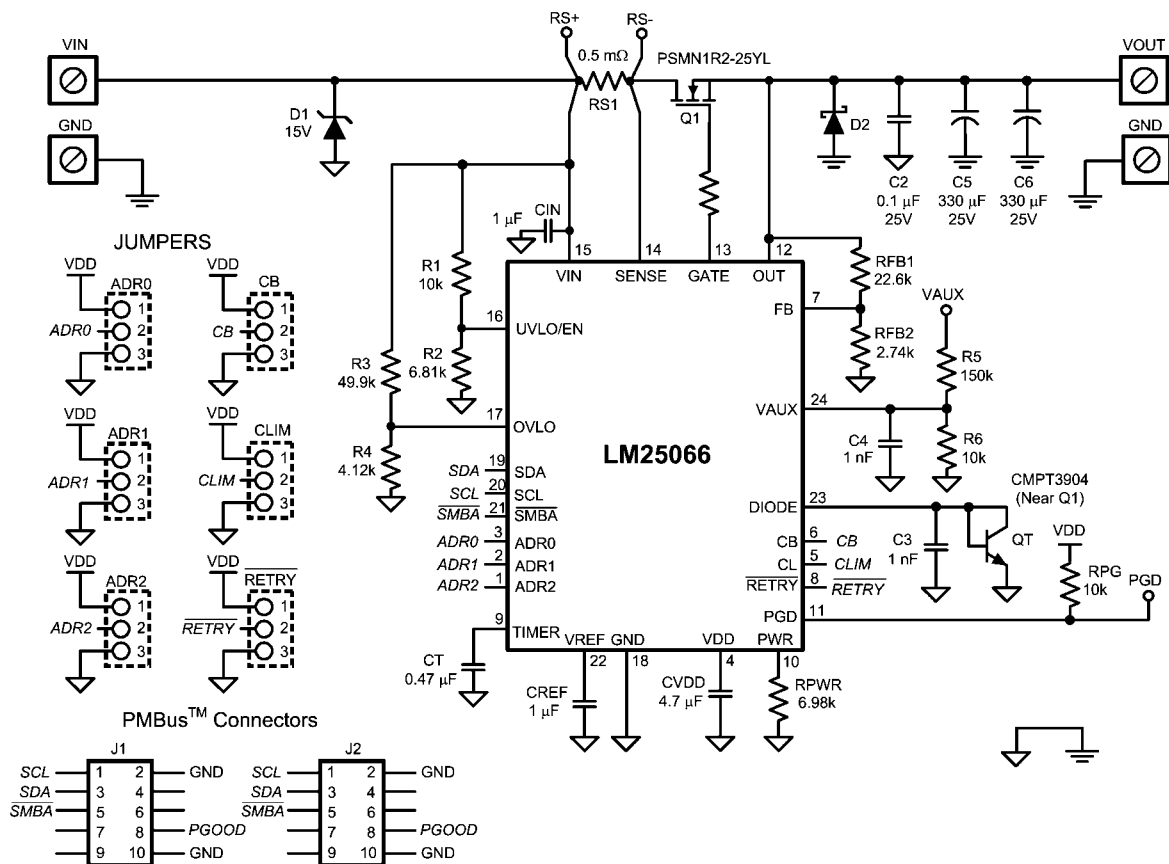 RS+ RS-
VIN 0.5 mΩ PSMN1R2-25YL VOUT
RS1 Q1
D1
15V
D2
GND
GND
C2
0.1 µF
25V
C5
330 µF
25V
C6
330 µF
25V
1 µF CIN
15 14 13 12
VIN SENSE GATE OUT
JUMPERS
VDD ADR0
1
ADR0 2
3
VDD CB
1
CB 2
3
VDD ADR1
1
ADR1 2
3
VDD CLIM
1
CLIM 2
3
VDD ADR2
1
ADR2 2
3
VDD RETRY
1
RETRY 2
3
R1
10k
16 UVLO/EN
R2
6.81k
R3
49.9k
17 OVLO
R4
4.12k
LM25066
SDA 19 SDA
SCL 20 SCL
SMBA 21 SMBA
ADR0 3 ADR0
ADR1 2 ADR1
ADR2 1 ADR2
9 TIMER
CT
0.47 µF
VREF GND VDD PWR
22 18 4 10
CREF
1 µF
CVDD
4.7 µF
RPWR
6.98k
RFB1
22.6k
FB 7
RFB2
2.74k
VAUX
R5
150k
VAUX 24
C4
1 nF
R6
10k
DIODE 23
CMPT3904
(Near Q1)
C3
1 nF
QT
CB 6 CB
CL 5 CLIM
RETRY 8 RETRY
VDD
RPG
10k
PGD
PGD 11
PMBus™ Connectors
J1
SCL 1 2 GND
SDA 3 4
SMBA 5 6
7 8 PGOOD
9 10 GND
J2
SCL 1 2 GND
SDA 3 4
SMBA 5 6
7 8 PGOOD
9 10 GND